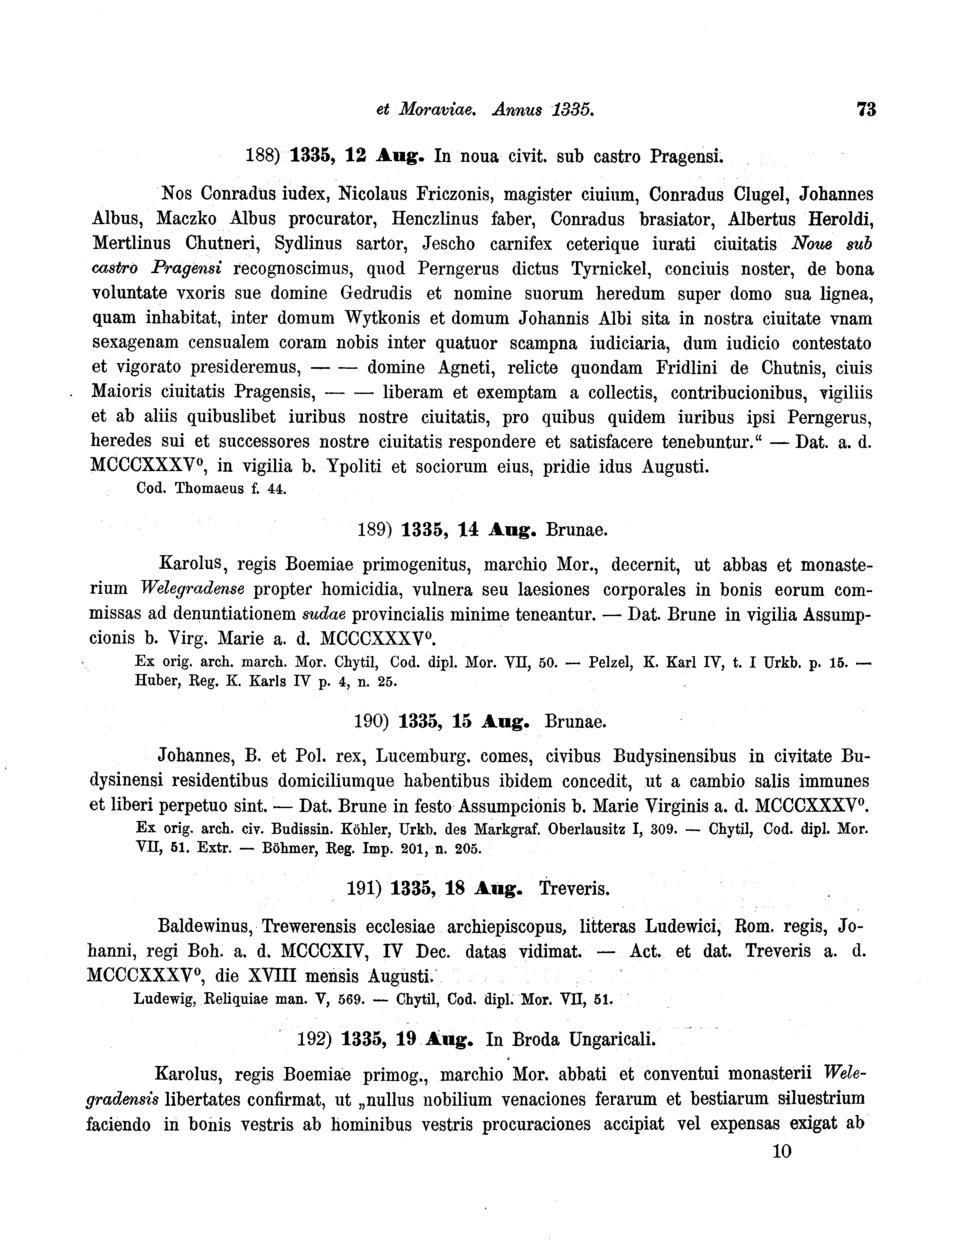 et Moraviae. Annus 1335. 73
188) 1335, 12 Aug. In noua civit. sub castro Pragensi.
Nos Conradus iudex, Nicolaus Friczonis, magister ciuium, Conradus Clugel, Johannes
Albus, Maczko Albus procurator, Henczlinus faber, Conradus brasiator, Albertus Heroldi,
Mertlinus Chutneri, Sydlinus sartor, Jescho carnifex ceterique iurati ciuitatis Noue sub
castro Pragensi recognoscimus, quod Perngerus dictus Tyrnickel, conciuis noster, de bona
voluntate vxoris sue domine Gedrudis et nomine suorum heredum super domo sua lignea,
quam inhabitat, inter domum Wytkonis et domum Johannis Albi sita in nostra ciuitate vnam
sexagenam censualem coram nobis inter quatuor scampna iudiciaria, dum iudicio contestato
et vigorato presideremus, — — domine Agneti, relicte quondam Fridlini de Chutnis, ciuis
Maioris ciuitatis Pragensis, — — liberam et exemptam a collectis, contribucionibus, vigiliis
et ab aliis quibuslibet iuribus nostre ciuitatis, pro quibus quidem iuribus ipsi Perngerus,
heredes sui et successores nostre ciuitatis respondere et satisfacere tenebuntur.“ — Dat. a. d.
MCCCXXXV⁰, in vigilia b. Ypoliti et sociorum eius, pridie idus Augusti.
Cod. Thomaeus f. 44.
189) 1335, 14 Aug. Brunae.
Karolus, regis Boemiae primogenitus, marchio Mor., decernit, ut abbas et monaste-
rium Welegradense propter homicidia, vulnera seu laesiones corporales in bonis eorum com-
missas ad denuntiationem sudae provincialis minime teneantur. — Dat. Brune in vigilia Assump-
cionis b. Virg. Marie a. d. MCCCXXXV⁰.
Ex orig. arch. march. Mor. Chytil, Cod. dipl. Mor. VII, 50. — Pelzel, K. Karl IV, t. I Urkb. p. 15. —
Huber, Reg. K. Karls IV p. 4, n. 25.
190) 1335, 15 Aug. Brunae.
Johannes, B. et Pol. rex, Lucemburg. comes, civibus Budysinensibus in civitate Bu-
dysinensi residentibus domiciliumque habentibus ibidem concedit, ut a cambio salis immunes
et liberi perpetuo sint. — Dat. Brune in festo Assumpcionis b. Marie Virginis a. d. MCCCXXXV⁰.
Ex orig. arch. civ. Budissin. Köhler, Urkb. des Markgraf. Oberlausitz I, 309. — Chytil, Cod. dipl. Mor.
VII, 51. Extr. — Böhmer, Reg. Imp. 201, n. 205.
191) 1335, 18 Aug. Treveris.
Baldewinus, Trewerensis ecclesiae archiepiscopus, litteras Ludewici, Rom. regis, Jo-
hanni, regi Boh. a. d. MCCCXIV, IV Dec. datas vidimat. — Act. et dat. Treveris a. d.
MCCCXXXV⁰, die XVIII mensis Augusti.
Ludewig, Reliquiae man. V, 569. — Chytil, Cod. dipl. Mor. VII, 51.
192) 1335, 19 Aug. In Broda Ungaricali.
Karolus, regis Boemiae primog., marchio Mor. abbati et conventui monasterii Wele-
gradensis libertates confirmat, ut „nullus nobilium venaciones ferarum et bestiarum siluestrium
faciendo in bonis vestris ab hominibus vestris procuraciones accipiat vel expensas exigat ab
10